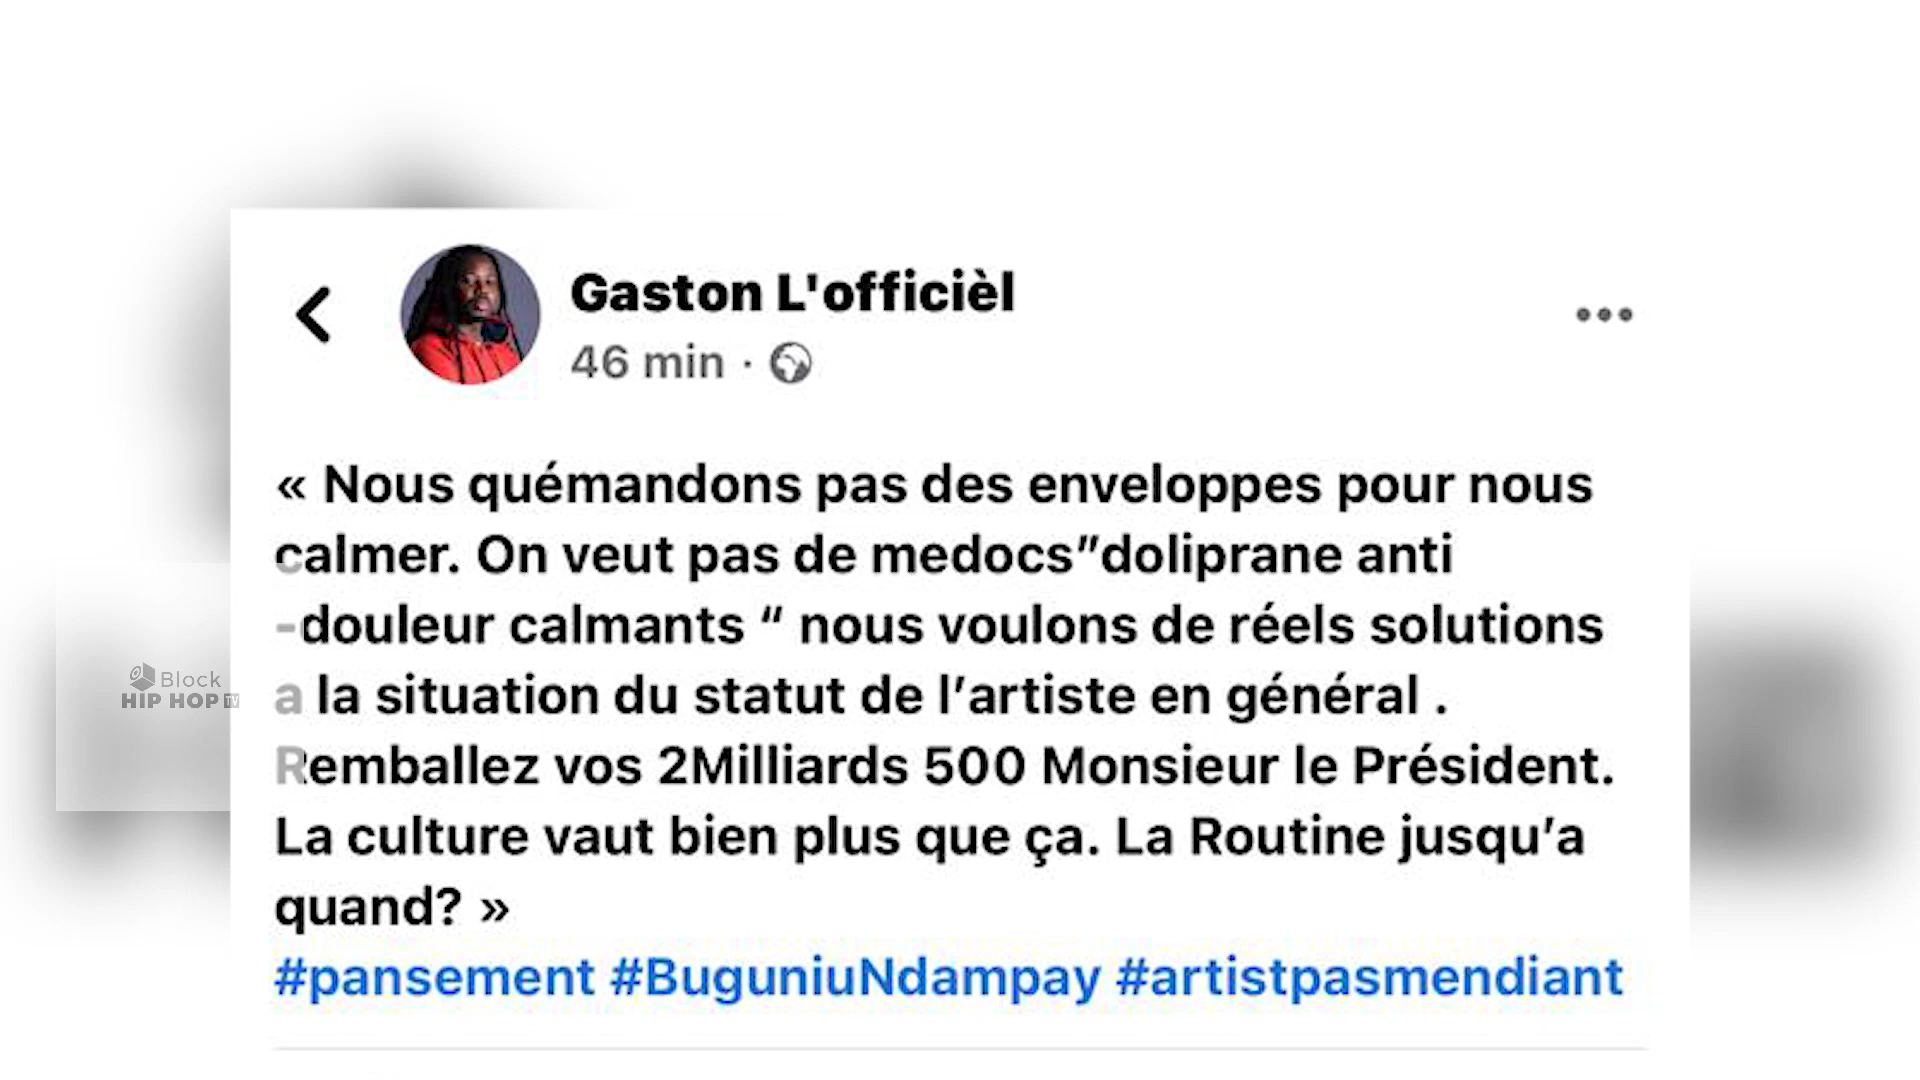 Gaston L'officièl
46 min ·
« Nous quémandons pas des enveloppes pour nous
calmer. On veut pas de medocs”doliprane anti
-douleur calmants “ nous voulons de réels solutions
a la situation du statut de l’artiste en général .
Remballez vos 2Milliards 500 Monsieur le Président.
La culture vaut bien plus que ça. La Routine jusqu’a
quand? »
#pansement #BuguniuNdampay #artistpasmendiant
Block
HIP HOP TV